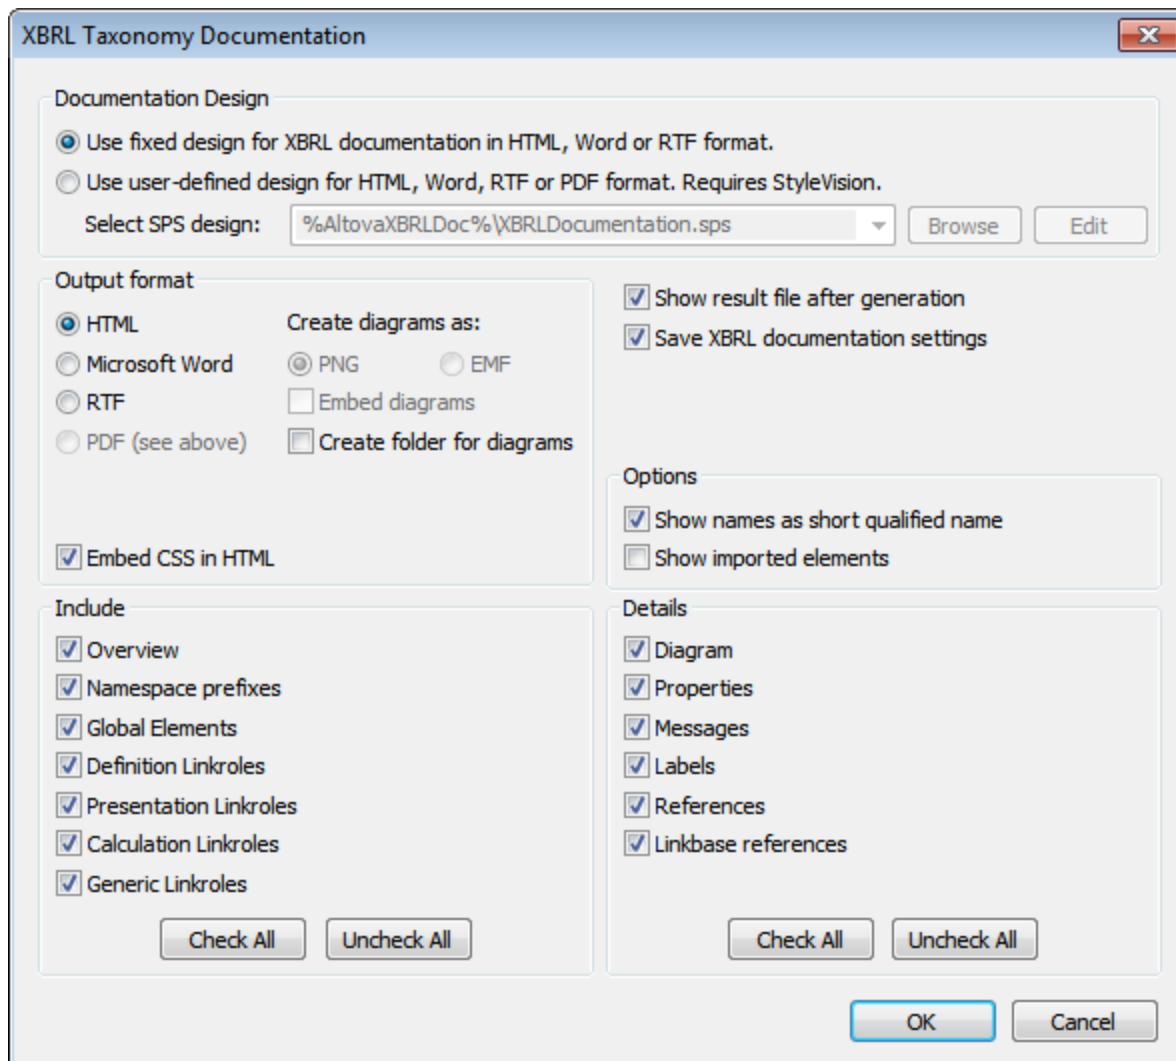 XBRL Taxonomy Documentation
Documentation Design
Use fixed design for XBRL documentation in HTML, Word or RTF format.
Use user-defined design for HTML, Word, RTF or PDF format. Requires StyleVision.
Select SPS design: %AltovaXBRLDoc%\XBRLDocumentation.sps Browse Edit
Output format
HTML Create diagrams as:
Microsoft Word PNG EMF
RTF Embed diagrams
PDF (see above) Create folder for diagrams
Embed CSS in HTML
Show result file after generation
Save XBRL documentation settings
Options
Show names as short qualified name
Show imported elements
Include
Overview
Namespace prefixes
Global Elements
Definition Linkroles
Presentation Linkroles
Calculation Linkroles
Generic Linkroles
Check All Uncheck All
Details
Diagram
Properties
Messages
Labels
References
Linkbase references
Check All Uncheck All
OK Cancel